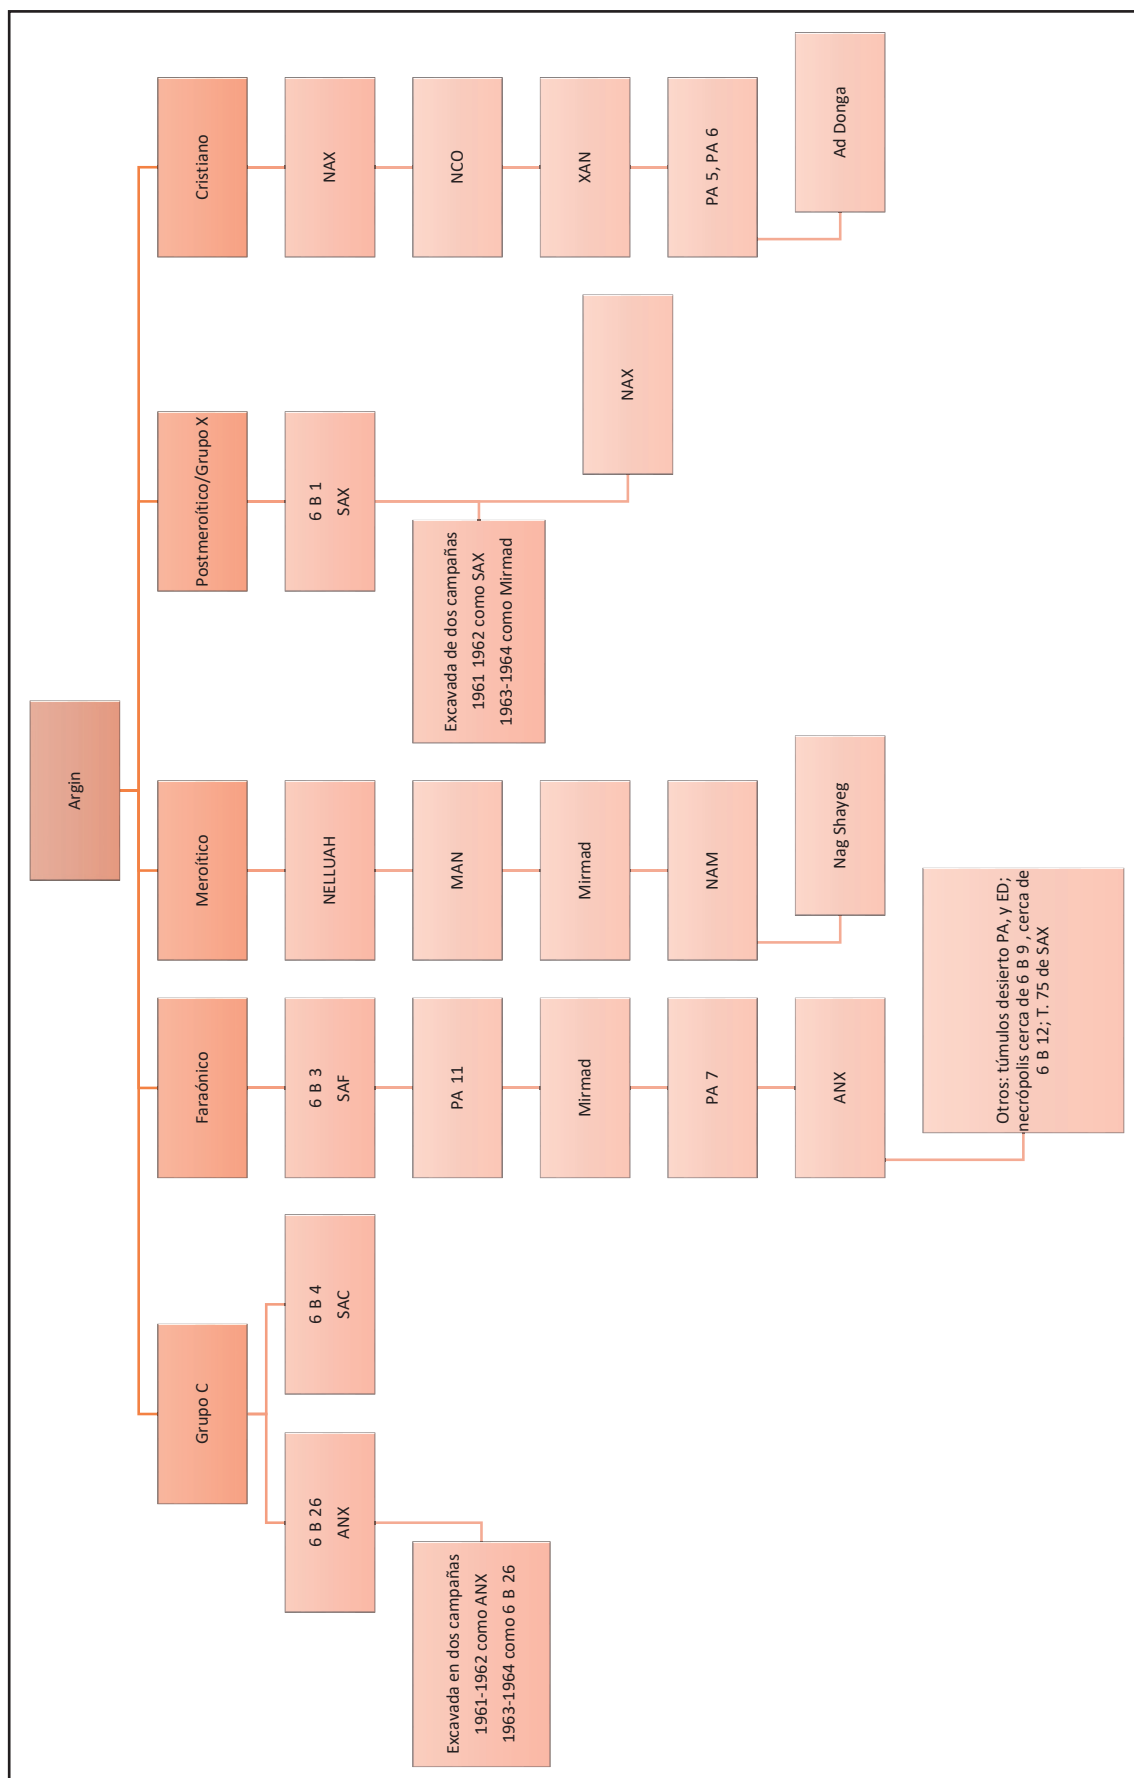 Argin
Grupo C
6 B 26
ANX
Excavada en dos campañas
1961-1962 como ANX
1963-1964 como 6 B 26
6 B 4
SAC
Faraónico
6 B 3
SAF
PA 11
Mirmad
PA 7
ANX
Otros: túmulos desierto PA, y ED;
necrópolis cerca de 6 B 9 , cerca de
6 B 12; T. 75 de SAX
Meroítico
NELLUAH
MAN
Mirmad
NAM
Nag Shayeg
Postmeroítico/Grupo X
6 B 1
SAX
Excavada de dos campañas
1961 1962 como SAX
1963-1964 como Mirmad
NAX
Cristiano
NAX
NCO
XAN
PA 5, PA 6
Ad Donga